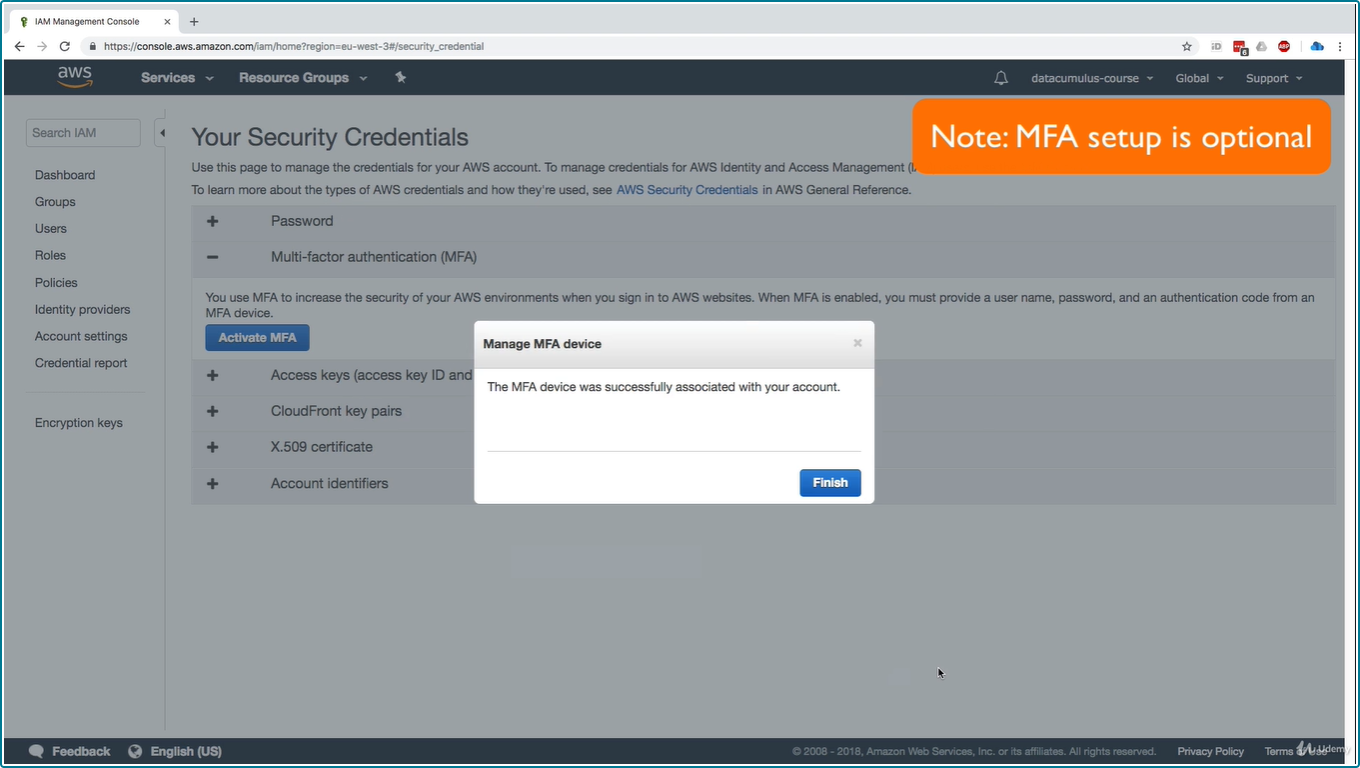 IAM Management Console
https://console.aws.amazon.com/iam/home?region=eu-west-3#/security_credential
iD
6
ABP
aws
Services
Resource Groups
datacumulus-course
Global
Support
Note: MFA setup is optional
Search IAM
Dashboard
Groups
Users
Roles
Policies
Identity providers
Account settings
Credential report
Encryption keys
Your Security Credentials
Use this page to manage the credentials for your AWS account. To manage credentials for AWS Identity and Access Management (
To learn more about the types of AWS credentials and how they're used, see AWS Security Credentials in AWS General Reference.
Password
Multi-factor authentication (MFA)
You use MFA to increase the security of your AWS environments when you sign in to AWS websites. When MFA is enabled, you must provide a user name, password, and an authentication code from an
MFA device.
Activate MFA
Access keys (access key ID and
CloudFront key pairs
X.509 certificate
Account identifiers
Manage MFA device
The MFA device was successfully associated with your account.
Finish
Feedback
English (US)
© 2008 - 2018, Amazon Web Services, Inc. or its affiliates. All rights reserved.
Privacy Policy
Terms of Use
Udemy